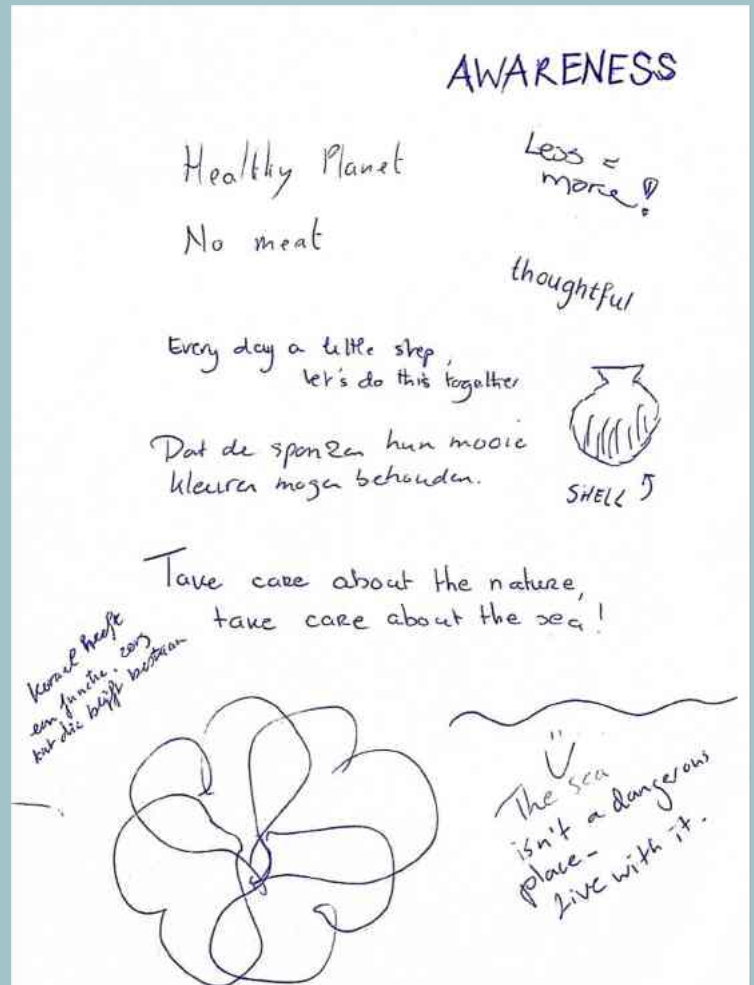 AWARENESS
Healthy Planet
Less =
more!
No meat
thoughtful
Every day a little step,
let's do this together
Dat de sponzen hun mooie
kleuren mogen behouden.
SHELL
Take care about the nature,
take care about the sea!
Koraal heeft
een functie. zorg
dat die blijft bestaan
The sea
isn't a dangerous
place-
Live with it.